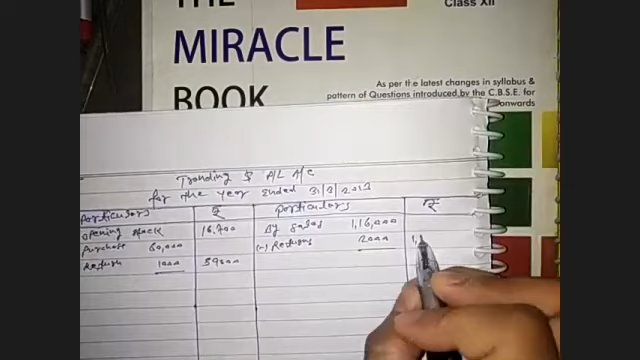 THE
Class XII
MIRACLE
As per the latest changes in syllabus &
pattern of Questions introduced by the C.B.S.E. for
BOOK
onwards
Trading & P/L A/C
for the year ended 31/3/2013
Particulars ₹ Particulars ₹
Opening stock 16,700 By sales 1,16,000
Purchase 60,000 (-) Returns 2000 1,1
Return 1000 59000